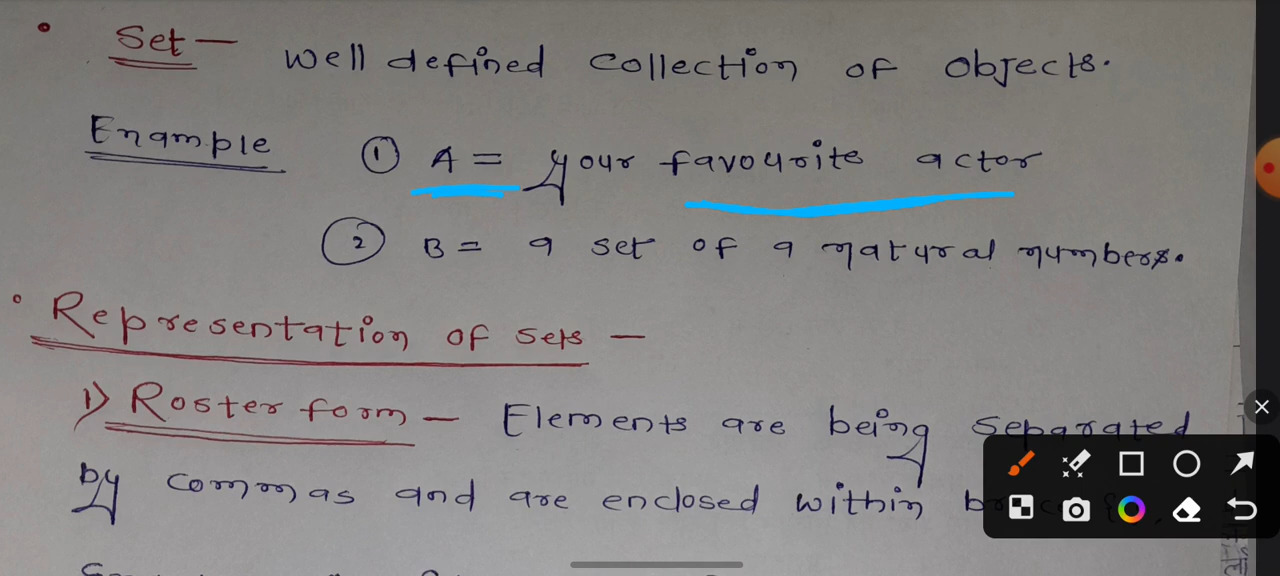 Set — Well defined collection of objects.
Example ① A = your favourite actor
② B = a set of a natural numbers.
Representation of sets —
1) Roster form — Elements are being separated
by commas and are enclosed within